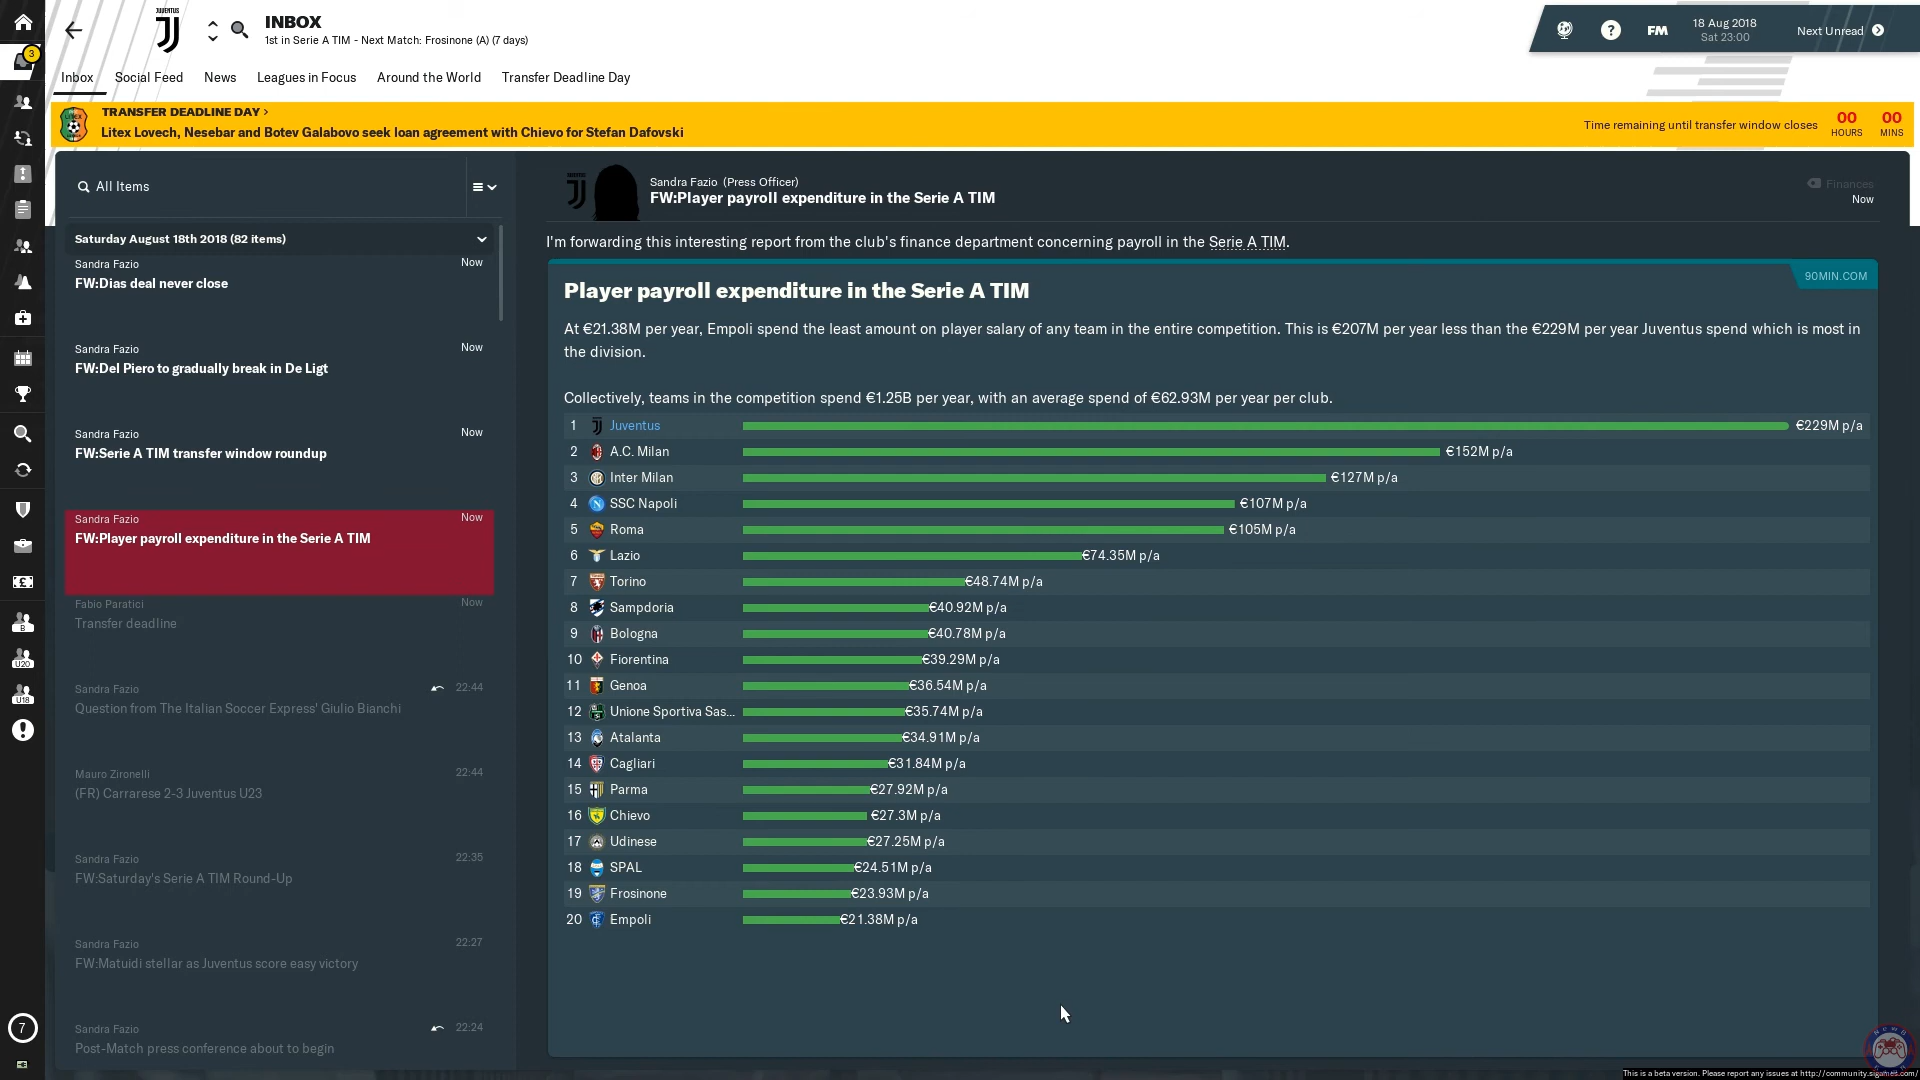 JUVENTUS
INBOX
1st in Serie A TIM - Next Match: Frosinone (A) (7 days)
FM
18 Aug 2018
Sat 23:00
Next Unread
3
Inbox
Social Feed
News
Leagues in Focus
Around the World
Transfer Deadline Day
TRANSFER DEADLINE DAY >
Litex Lovech, Nesebar and Botev Galabovo seek loan agreement with Chievo for Stefan Dafovski
Time remaining until transfer window closes
00 HOURS
00 MINS
All Items
Saturday August 18th 2018 (82 items)
Sandra Fazio Now
FW:Dias deal never close
Sandra Fazio Now
FW:Del Piero to gradually break in De Ligt
Sandra Fazio Now
FW:Serie A TIM transfer window roundup
Sandra Fazio Now
FW:Player payroll expenditure in the Serie A TIM
Fabio Paratici Now
Transfer deadline
Sandra Fazio 22:44
Question from The Italian Soccer Express' Giulio Bianchi
Mauro Zironelli 22:44
(FR) Carrarese 2-3 Juventus U23
Sandra Fazio 22:35
FW:Saturday's Serie A TIM Round-Up
Sandra Fazio 22:27
FW:Matuidi stellar as Juventus score easy victory
Sandra Fazio 22:24
Post-Match press conference about to begin
B
U20
U18
7
Sandra Fazio (Press Officer)
FW:Player payroll expenditure in the Serie A TIM
Finances
Now
I'm forwarding this interesting report from the club's finance department concerning payroll in the Serie A TIM.
90MIN.COM
Player payroll expenditure in the Serie A TIM
At €21.38M per year, Empoli spend the least amount on player salary of any team in the entire competition. This is €207M per year less than the €229M per year Juventus spend which is most in
the division.
Collectively, teams in the competition spend €1.25B per year, with an average spend of €62.93M per year per club.
1 Juventus €229M p/a
2 A.C. Milan €152M p/a
3 Inter Milan €127M p/a
4 SSC Napoli €107M p/a
5 Roma €105M p/a
6 Lazio €74.35M p/a
7 Torino €48.74M p/a
8 Sampdoria €40.92M p/a
9 Bologna €40.78M p/a
10 Fiorentina €39.29M p/a
11 Genoa €36.54M p/a
12 Unione Sportiva Sas... €35.74M p/a
13 Atalanta €34.91M p/a
14 Cagliari €31.84M p/a
15 Parma €27.92M p/a
16 Chievo €27.3M p/a
17 Udinese €27.25M p/a
18 SPAL €24.51M p/a
19 Frosinone €23.93M p/a
20 Empoli €21.38M p/a
This is a beta version. Please report any issues at http://community.sigames.com/